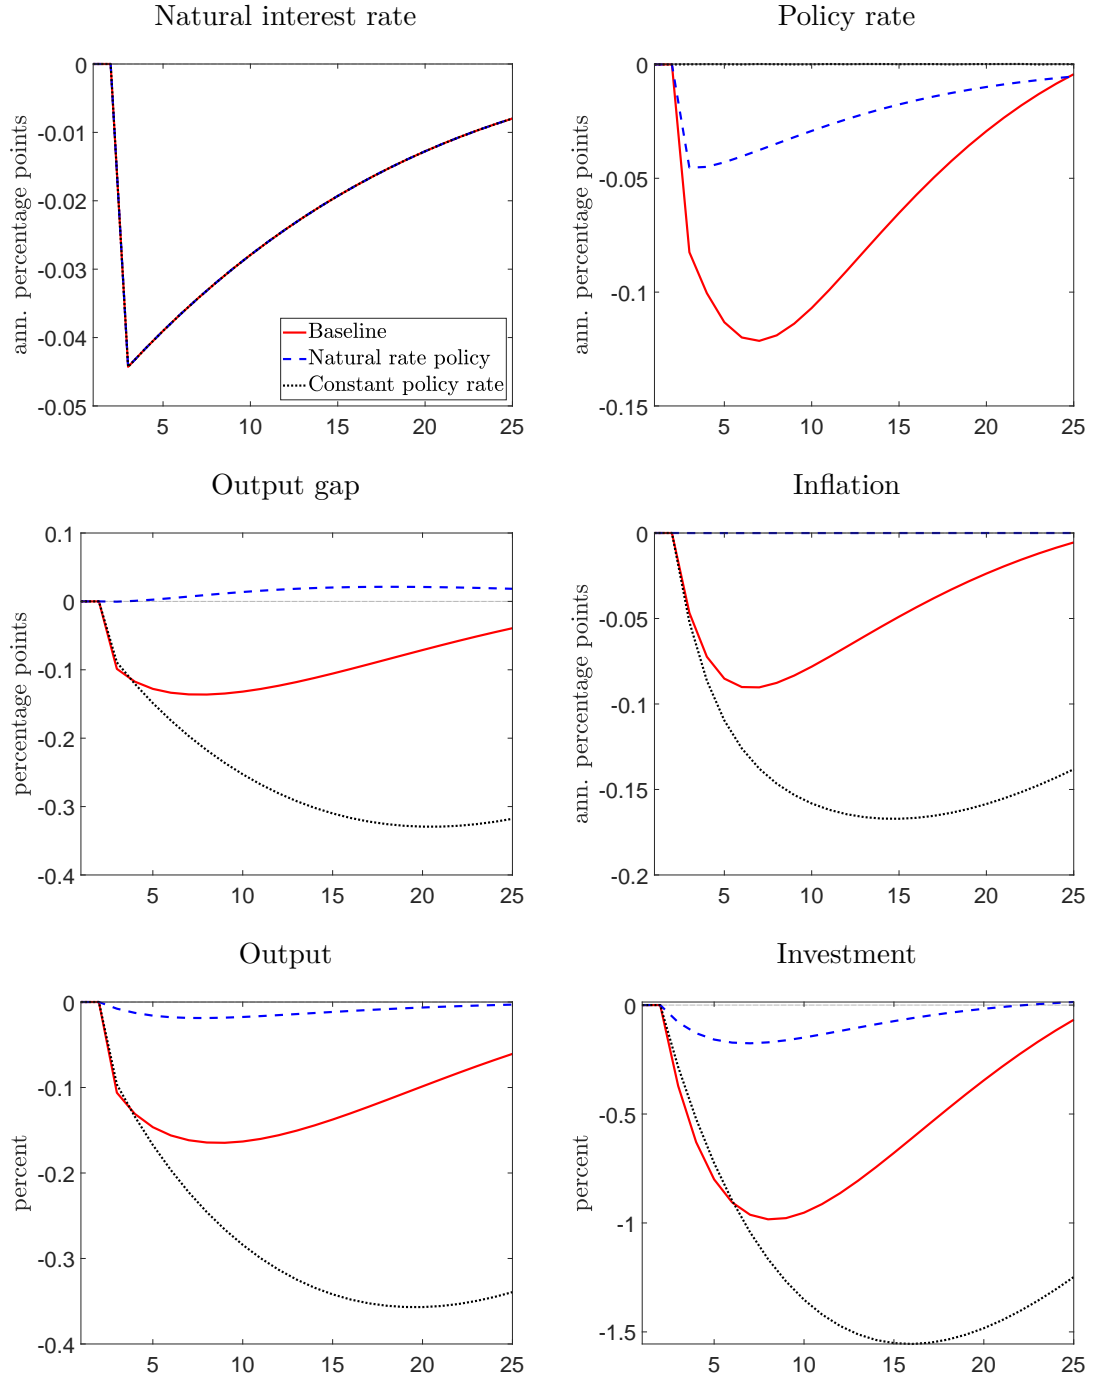 Natural interest rate
0
-0.01
-0.02
-0.03
-0.04
-0.05
ann. percentage points
5 10 15 20 25
Baseline
Natural rate policy
Constant policy rate
Policy rate
0
-0.05
-0.1
-0.15
ann. percentage points
5 10 15 20 25
Output gap
0.1
0
-0.1
-0.2
-0.3
-0.4
percentage points
5 10 15 20 25
Inflation
0
-0.05
-0.1
-0.15
-0.2
ann. percentage points
5 10 15 20 25
Output
0
-0.1
-0.2
-0.3
-0.4
percent
5 10 15 20 25
Investment
0
-0.5
-1
-1.5
percent
5 10 15 20 25